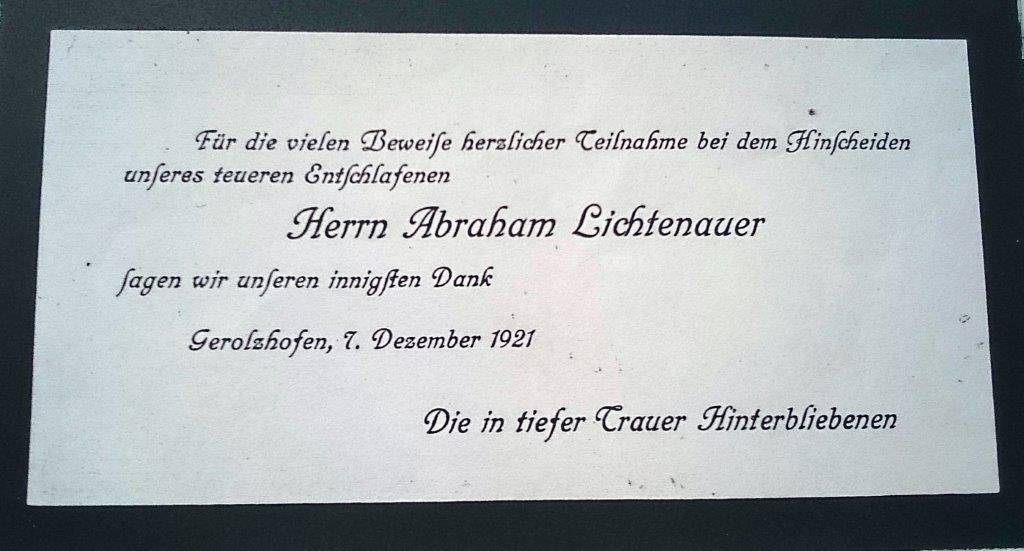 Für die vielen Beweiſe herzlicher Teilnahme bei dem Hinſcheiden
unſeres teueren Entſchlafenen
Herrn Abraham Lichtenauer
ſagen wir unſeren innigſten Dank
Gerolzhofen, 7. Dezember 1921
Die in tiefer Trauer Hinterbliebenen